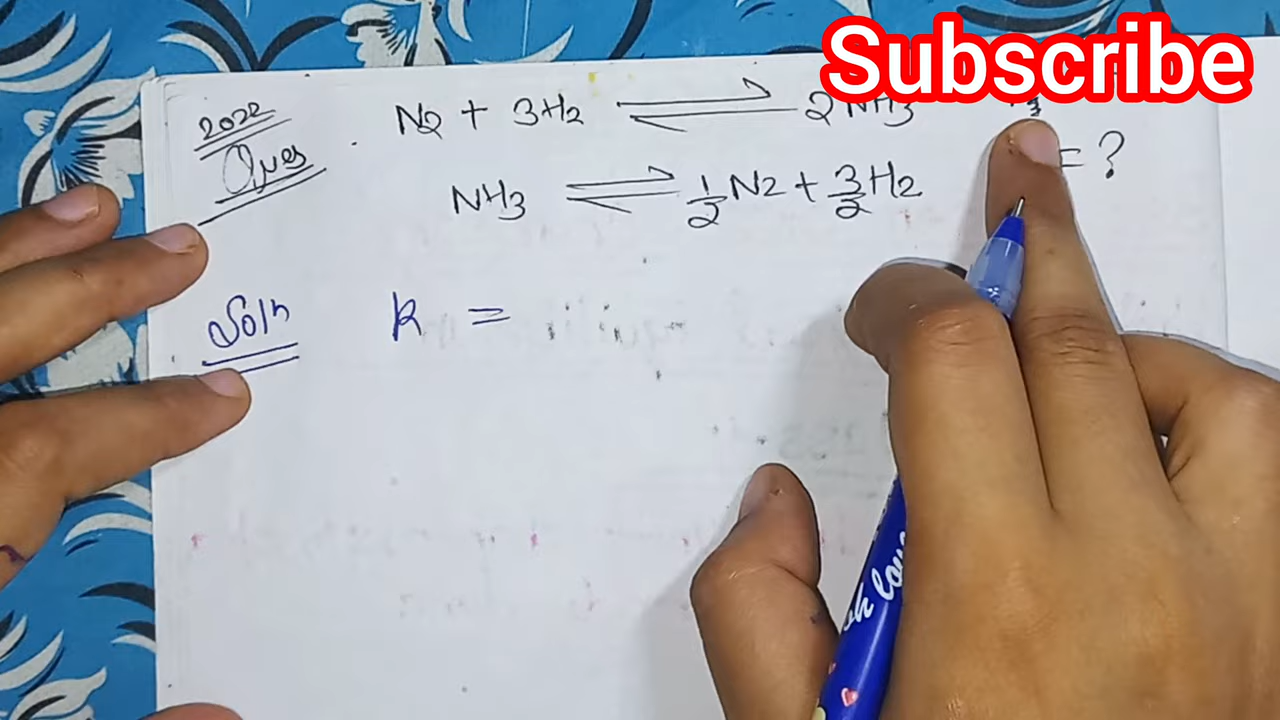 Subscribe
2022
Ques . N2 + 3H2 ⇌ 2NH3
NH3 ⇌ 1/2 N2 + 3/2 H2 = ?
Soln k =